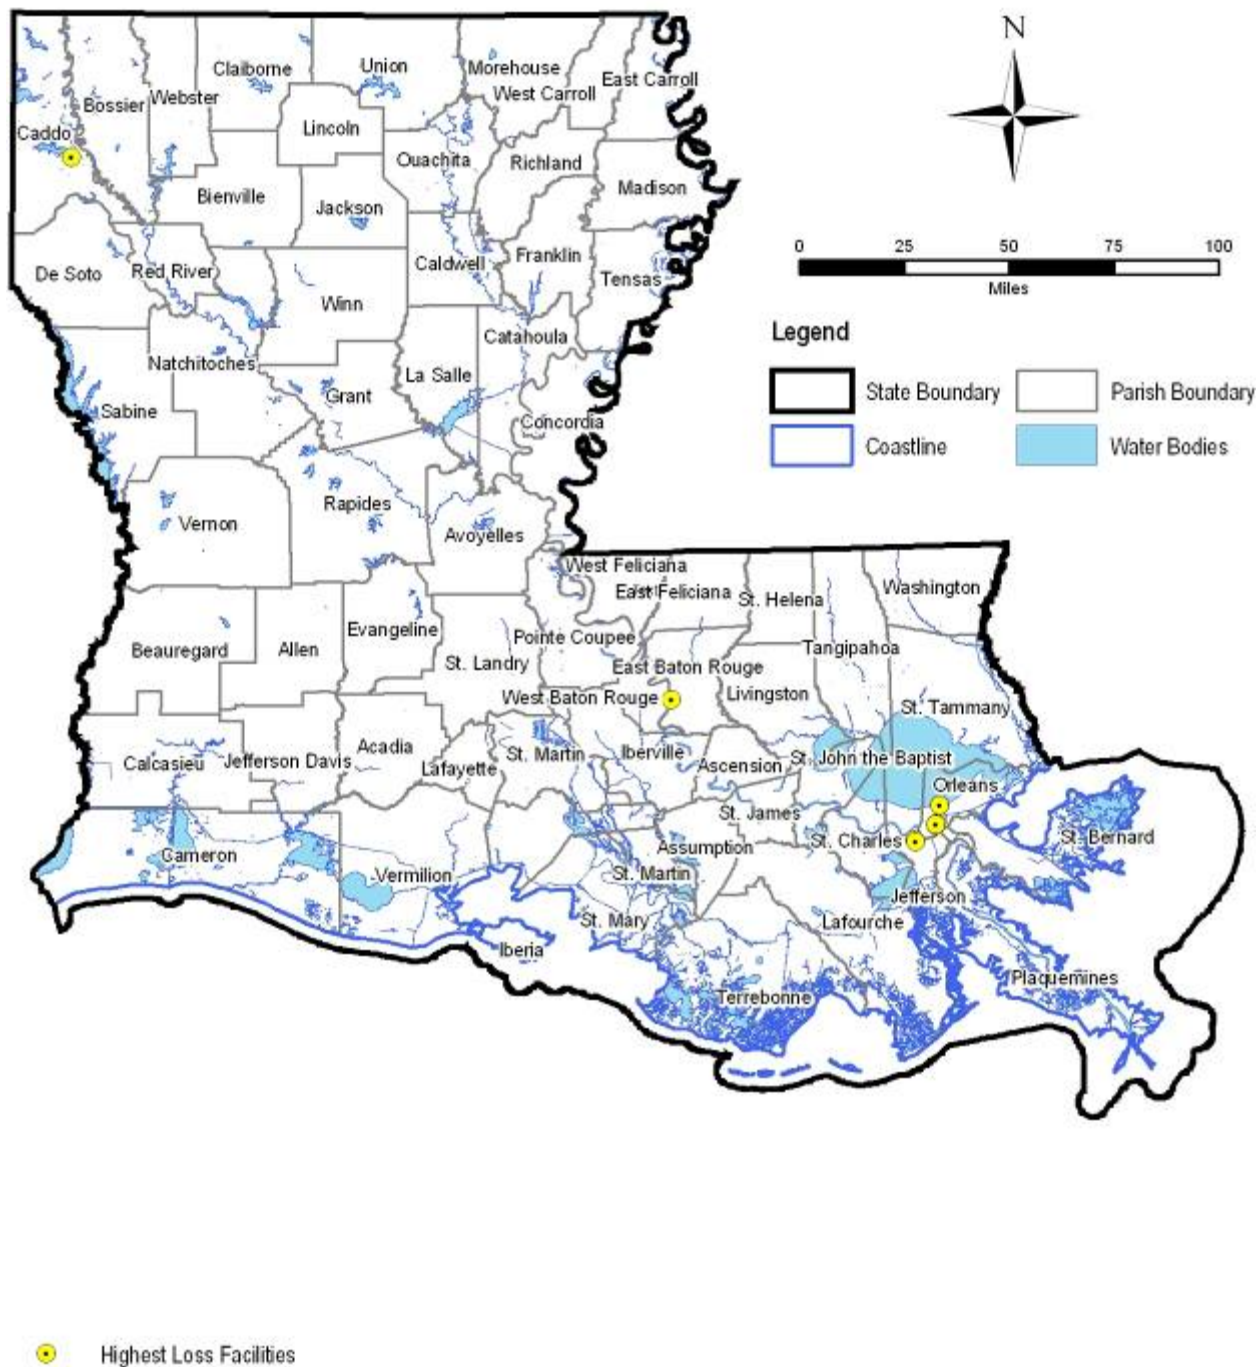 N
Claiborne
Union
Morehouse
West Carroll
East Carroll
Bossier
Webster
Caddo
Lincoln
Ouachita
Richland
Madison
Bienville
Jackson
De Soto
Red River
Caldwell
Franklin
Tensas
Winn
Catahoula
Natchitoches
La Salle
Grant
Sabine
Concordia
Rapides
Vernon
Avoyelles
0 25 50 75 100
Miles
Legend
State Boundary
Parish Boundary
Coastline
Water Bodies
West Feliciana
East Feliciana
St. Helena
Washington
Beauregard
Allen
Evangeline
Pointe Coupee
St. Landry
Tangipahoa
East Baton Rouge
West Baton Rouge
Livingston
St. Tammany
Calcasieu
Jefferson Davis
Acadia
Lafayette
St. Martin
Iberville
Ascension
St. John the Baptist
Orleans
St. James
St. Charles
St. Bernard
Cameron
Vermilion
Assumption
St. Martin
Jefferson
St. Mary
Lafourche
Iberia
Terrebonne
Plaquemines
Highest Loss Facilities